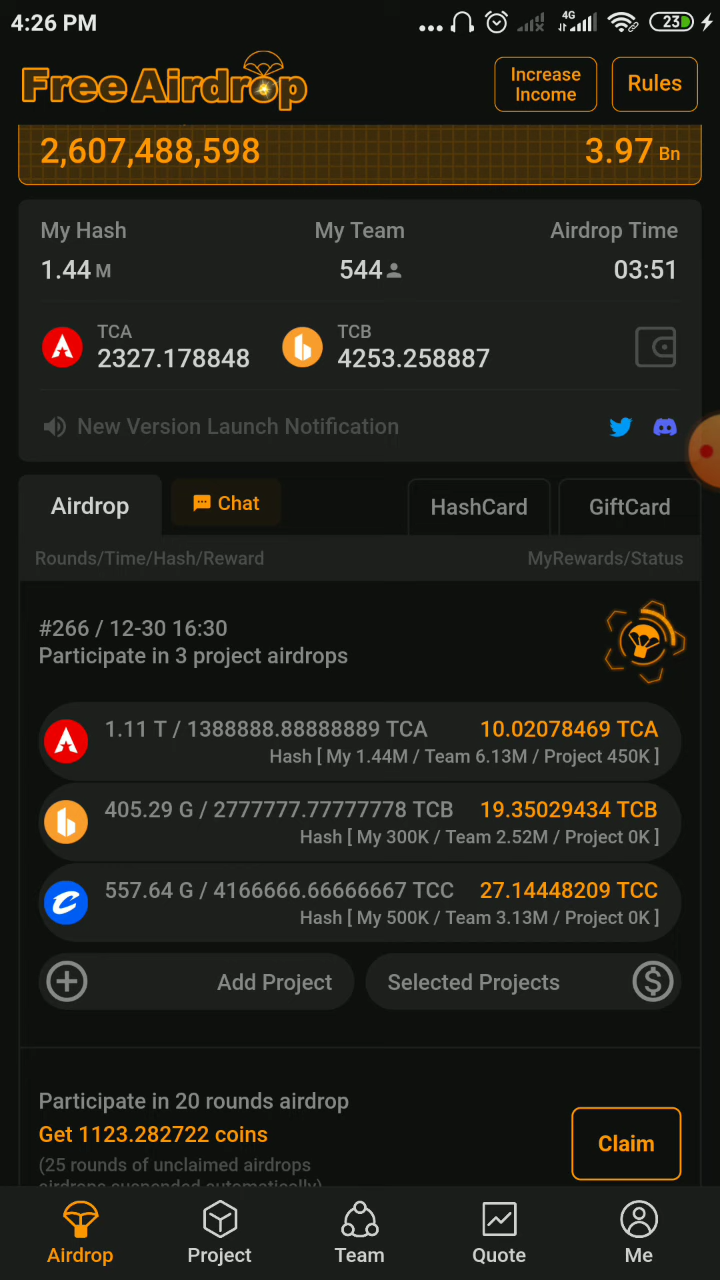 4:26 PM
4G
23
Free Airdrop
Increase
Income
Rules
2,607,488,598
3.97 Bn
My Hash
My Team
Airdrop Time
1.44 M
544
03:51
TCA
2327.178848
TCB
4253.258887
New Version Launch Notification
Airdrop
Chat
HashCard
GiftCard
Rounds/Time/Hash/Reward
MyRewards/Status
#266 / 12-30 16:30
Participate in 3 project airdrops
1.11 T / 1388888.88888889 TCA
10.02078469 TCA
Hash [ My 1.44M / Team 6.13M / Project 450K ]
405.29 G / 2777777.77777778 TCB
19.35029434 TCB
Hash [ My 300K / Team 2.52M / Project 0K ]
557.64 G / 4166666.66666667 TCC
27.14448209 TCC
Hash [ My 500K / Team 3.13M / Project 0K ]
Add Project
Selected Projects
Participate in 20 rounds airdrop
Get 1123.282722 coins
(25 rounds of unclaimed airdrops
airdrops suspended automatically)
Claim
Airdrop
Project
Team
Quote
Me